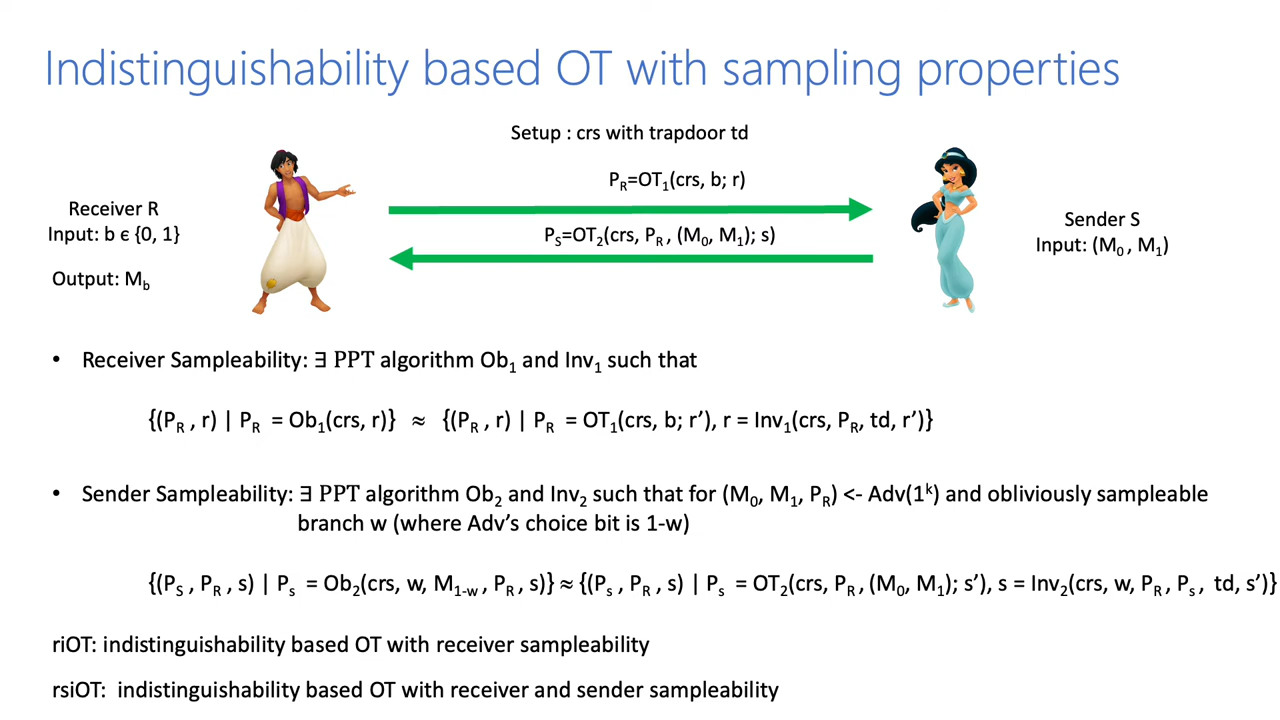 Indistinguishability based OT with sampling properties
Setup : crs with trapdoor td
P_R=OT_1(crs, b; r)
Receiver R
Input: b ϵ {0, 1}
Output: M_b
P_S=OT_2(crs, P_R , (M_0, M_1); s)
Sender S
Input: (M_0 , M_1)
• Receiver Sampleability: ∃ PPT algorithm Ob_1 and Inv_1 such that
{(P_R , r) | P_R = Ob_1(crs, r)} ≈ {(P_R , r) | P_R = OT_1(crs, b; r’), r = Inv_1(crs, P_R, td, r’)}
• Sender Sampleability: ∃ PPT algorithm Ob_2 and Inv_2 such that for (M_0, M_1, P_R) <- Adv(1^k) and obliviously sampleable
branch w (where Adv’s choice bit is 1-w)
{(P_S , P_R , s) | P_s = Ob_2(crs, w, M_{1-w} , P_R, s)} ≈ {(P_s , P_R , s) | P_s = OT_2(crs, P_R , (M_0, M_1); s’), s = Inv_2(crs, w, P_R , P_s , td, s’)}
riOT: indistinguishability based OT with receiver sampleability
rsiOT: indistinguishability based OT with receiver and sender sampleability